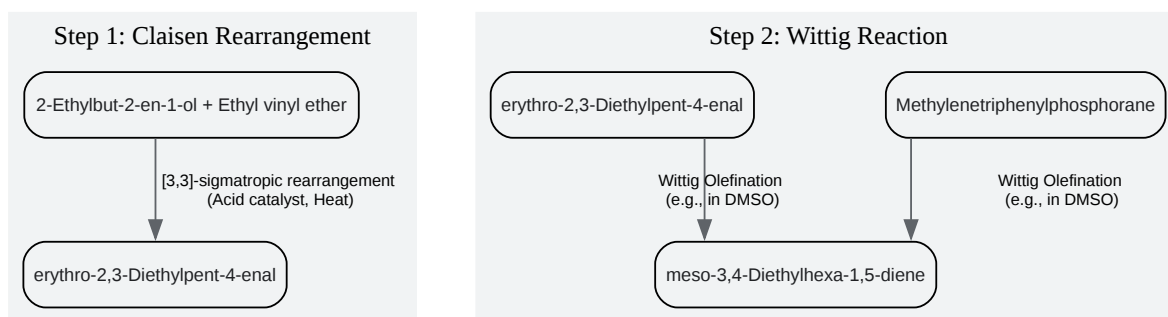 Step 1: Claisen Rearrangement
2-Ethylbut-2-en-1-ol + Ethyl vinyl ether
[3,3]-sigmatropic rearrangement
(Acid catalyst, Heat)
erythro-2,3-Diethylpent-4-enal
Step 2: Wittig Reaction
erythro-2,3-Diethylpent-4-enal
Methylenetriphenylphosphorane
Wittig Olefination
(e.g., in DMSO)
Wittig Olefination
(e.g., in DMSO)
meso-3,4-Diethylhexa-1,5-diene